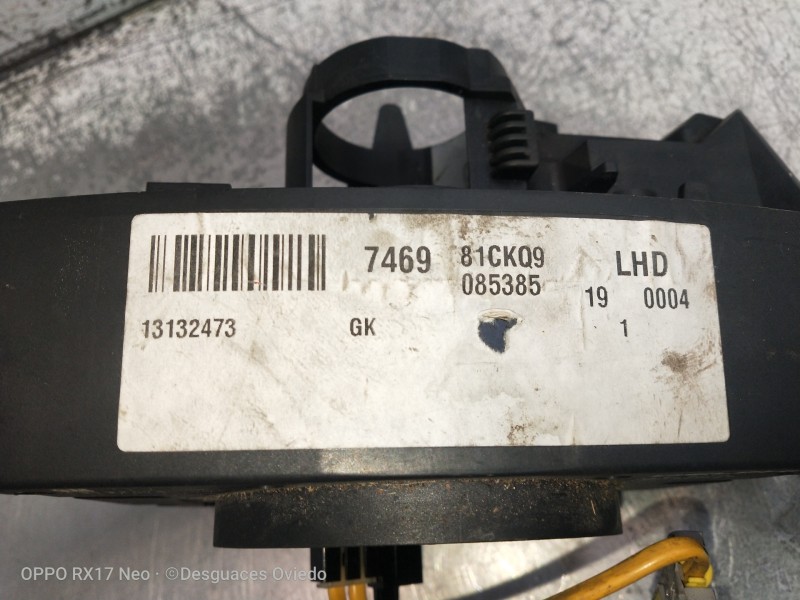 7469 81CKQ9 LHD
085385 19 0004
13132473 GK 1
OPPO RX17 Neo · ©Desguaces Oviedo